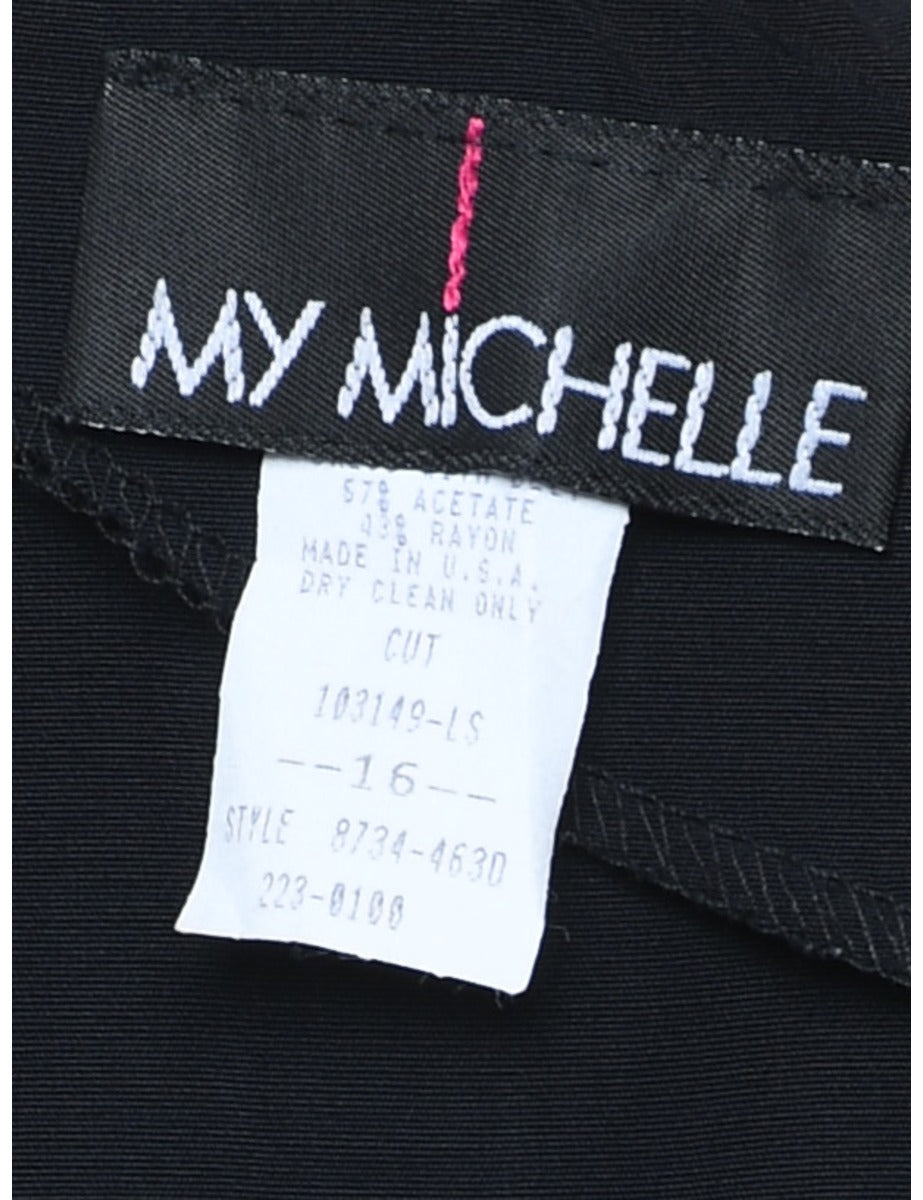 MY MICHELLE
57% ACETATE
43% RAYON
MADE IN U.S.A.
DRY CLEAN ONLY
CUT
103149-LS
--16--
STYLE 8734-463D
223-0100